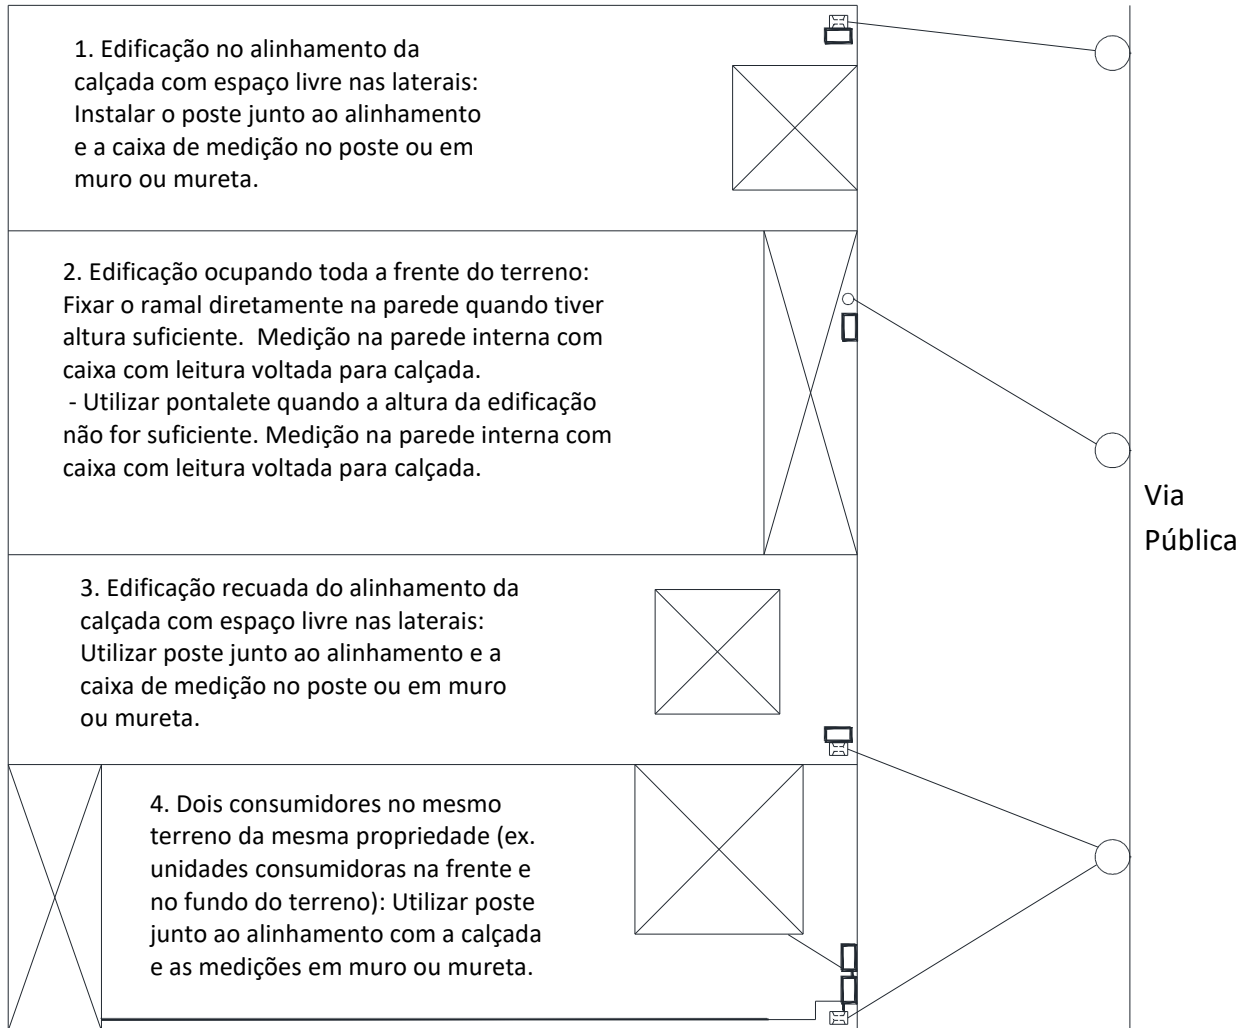 1. Edificação no alinhamento da
calçada com espaço livre nas laterais:
Instalar o poste junto ao alinhamento
e a caixa de medição no poste ou em
muro ou mureta.
2. Edificação ocupando toda a frente do terreno:
Fixar o ramal diretamente na parede quando tiver
altura suficiente.  Medição na parede interna com
caixa com leitura voltada para calçada.
- Utilizar pontalete quando a altura da edificação
não for suficiente. Medição na parede interna com
caixa com leitura voltada para calçada.
Via
Pública
3. Edificação recuada do alinhamento da
calçada com espaço livre nas laterais:
Utilizar poste junto ao alinhamento e a
caixa de medição no poste ou em muro
ou mureta.
4. Dois consumidores no mesmo
terreno da mesma propriedade (ex.
unidades consumidoras na frente e
no fundo do terreno): Utilizar poste
junto ao alinhamento com a calçada
e as medições em muro ou mureta.